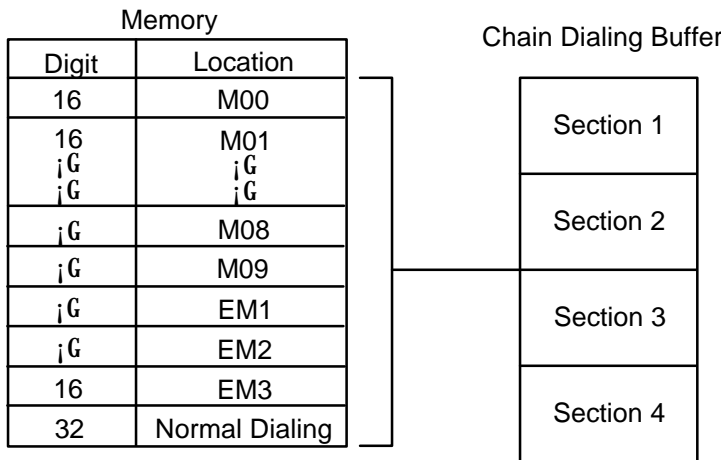 Memory
Chain Dialing Buffer
Digit Location
16 M00
16 M01
¡G ¡G
¡G ¡G
¡G M08
¡G M09
¡G EM1
¡G EM2
16 EM3
32 Normal Dialing
Section 1
Section 2
Section 3
Section 4